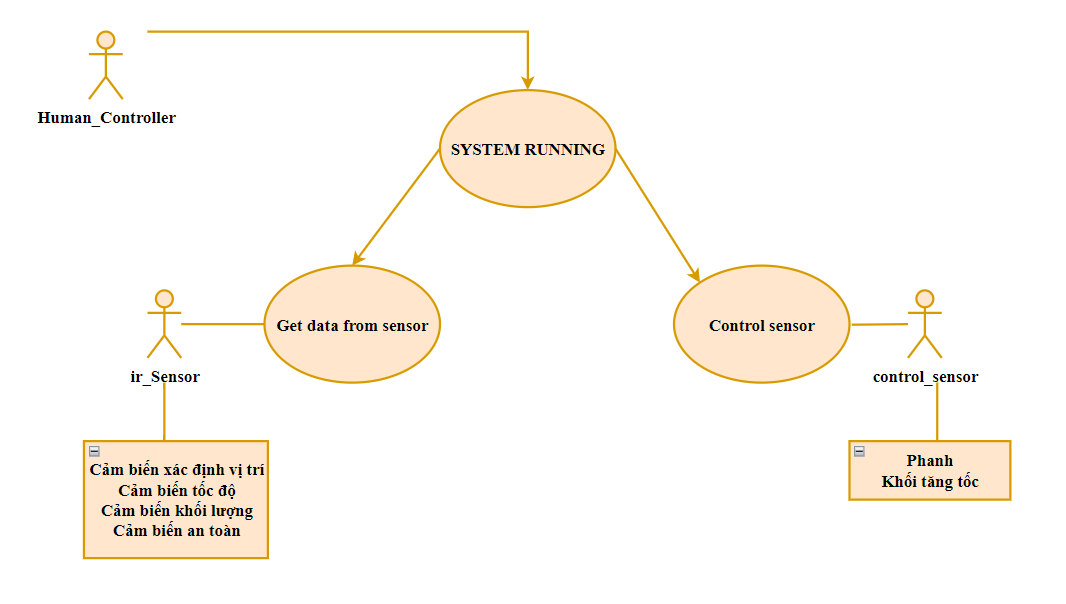 Human_Controller
SYSTEM RUNNING
Get data from sensor
Control sensor
ir_Sensor
control_sensor
Cảm biến xác định vị trí
Cảm biến tốc độ
Cảm biến khối lượng
Cảm biến an toàn
Phanh
Khối tăng tốc